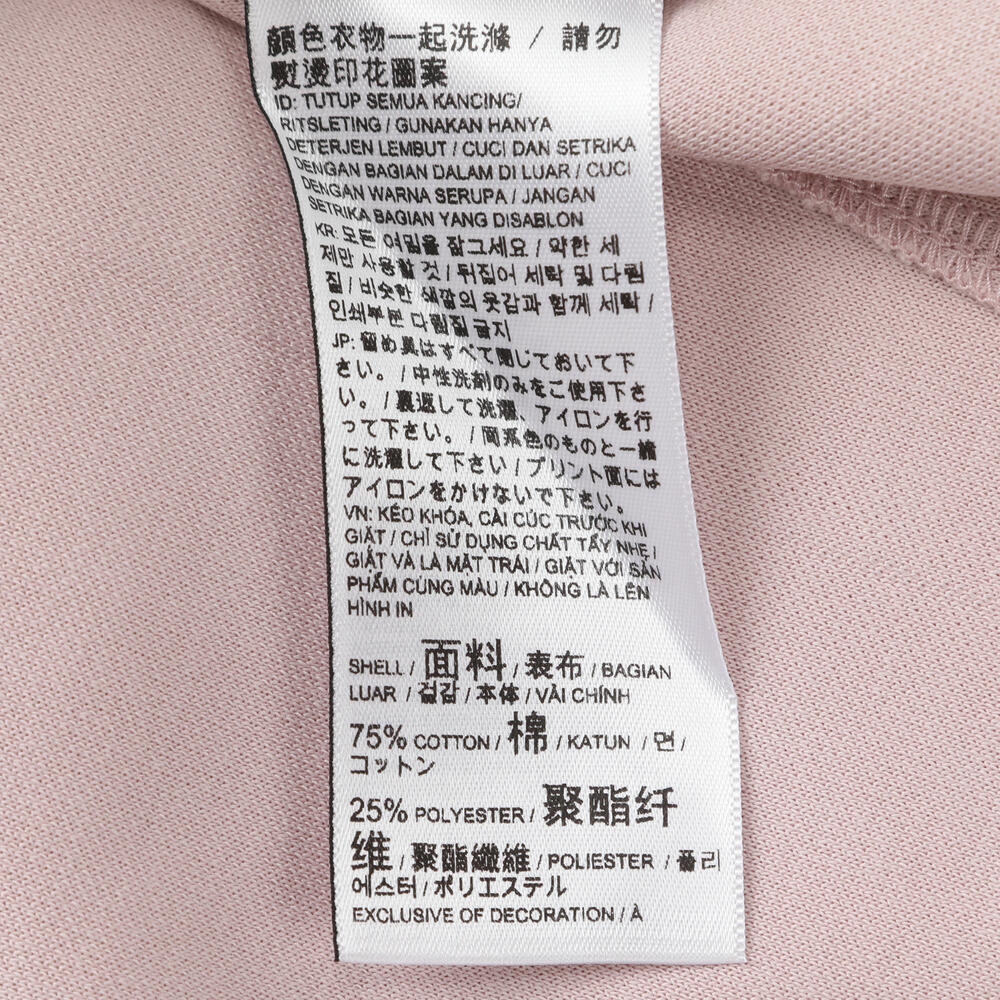 顏色衣物一起洗滌 / 請勿
熨燙印花圖案
ID: TUTUP SEMUA KANCING/
RITSLETING / GUNAKAN HANYA
DETERJEN LEMBUT / CUCI DAN SETRIKA
DENGAN BAGIAN DALAM DI LUAR / CUCI
DENGAN WARNA SERUPA / JANGAN
SETRIKA BAGIAN YANG DISABLON
KR: 모든 여밈을 잠그세요 / 약한 세
제만 사용할 것 / 뒤집어 세탁 및 다림
질 / 비슷한 색깔의 옷감과 함께 세탁 /
인쇄부분 다림질 금지
JP: 留め具はすべて閉じておいて下
さい。 / 中性洗剤のみをご使用下さ
い。 / 裏返して洗濯、アイロンを行
って下さい。 / 同系色のものと一緒
に洗濯して下さい / プリント面には
アイロンをかけないで下さい。
VN: KÉO KHÓA, CÀI CÚC TRƯỚC KHI
GIẶT / CHỈ SỬ DỤNG CHẤT TẨY NHẸ /
GIẶT VÀ LÀ MẶT TRÁI / GIẶT VỚI SẢN
PHẨM CÙNG MÀU / KHÔNG LÀ LÊN
HÌNH IN
SHELL / 面料 / 表布 / BAGIAN
LUAR / 겉감 / 本体 / VẢI CHÍNH
75% COTTON / 棉 / KATUN / 면 /
コットン
25% POLYESTER / 聚酯纤
维 / 聚酯纖維 / POLIESTER / 폴리
에스터 / ポリエステル
EXCLUSIVE OF DECORATION / À